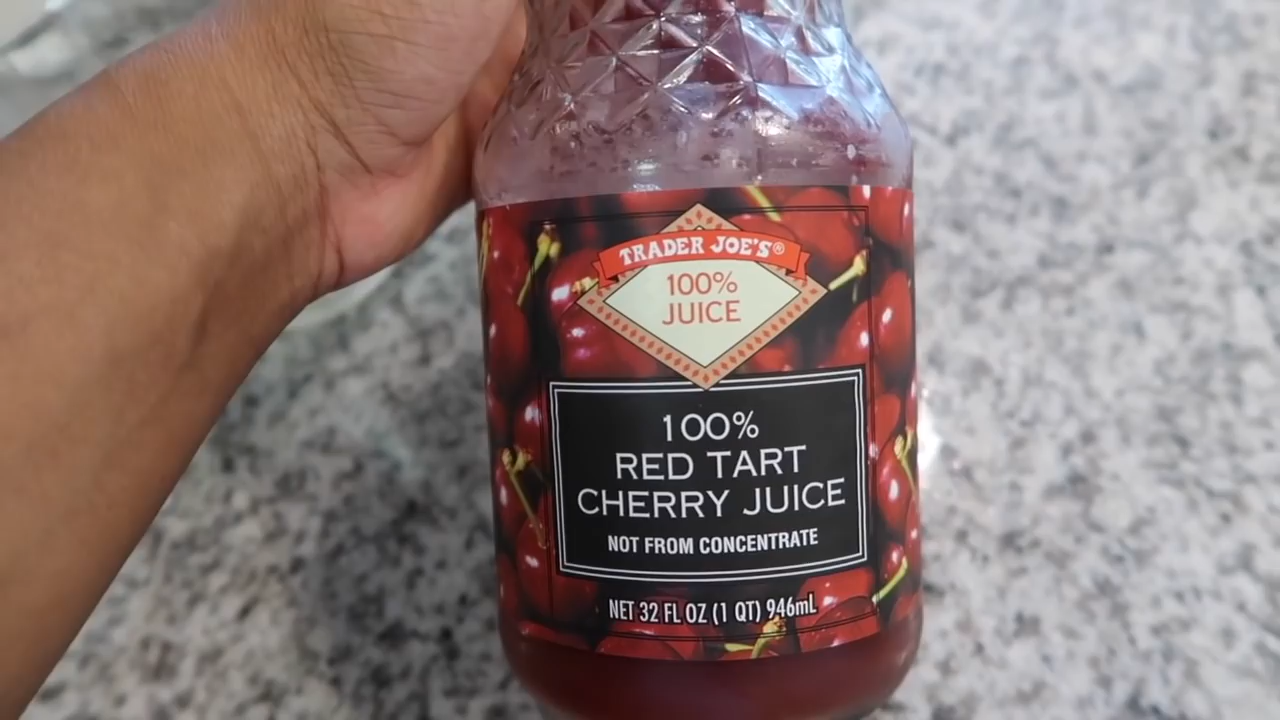 TRADER JOE'S®
100%
JUICE
100%
RED TART
CHERRY JUICE
NOT FROM CONCENTRATE
NET 32 FL OZ (1 QT) 946mL